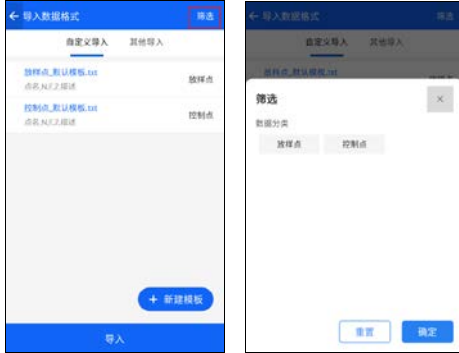 导入数据格式 筛选
自定义导入 其他导入
放样点_默认模板.txt
点名,N,E,Z,描述
放样点
控制点_默认模板.txt
点名,N,E,Z,描述
控制点
+ 新建模板
导入
导入数据格式 筛选
自定义导入 其他导入
放样点_默认模板.txt
筛选 ×
数据分类
放样点 控制点
重置 确定